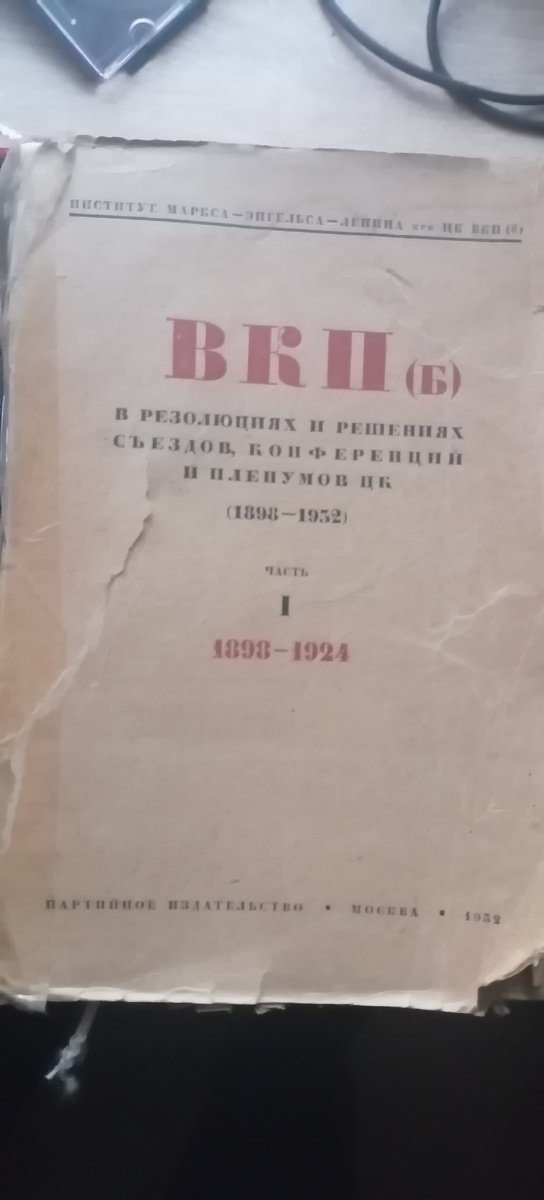 ИНСТИТУТ МАРКСА—ЭНГЕЛЬСА—ЛЕНИНА при ЦК ВКП(б)
ВКП(Б)
В РЕЗОЛЮЦИЯХ И РЕШЕНИЯХ
СЪЕЗДОВ, КОНФЕРЕНЦИЙ
И ПЛЕНУМОВ ЦК
(1898—1932)
ЧАСТЬ
I
1898—1924
ПАРТИЙНОЕ ИЗДАТЕЛЬСТВО • МОСКВА • 1932